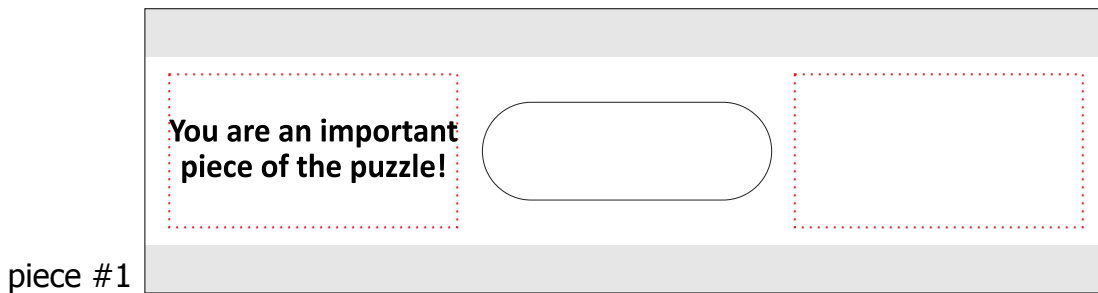 You are an important
piece of the puzzle!
piece #1